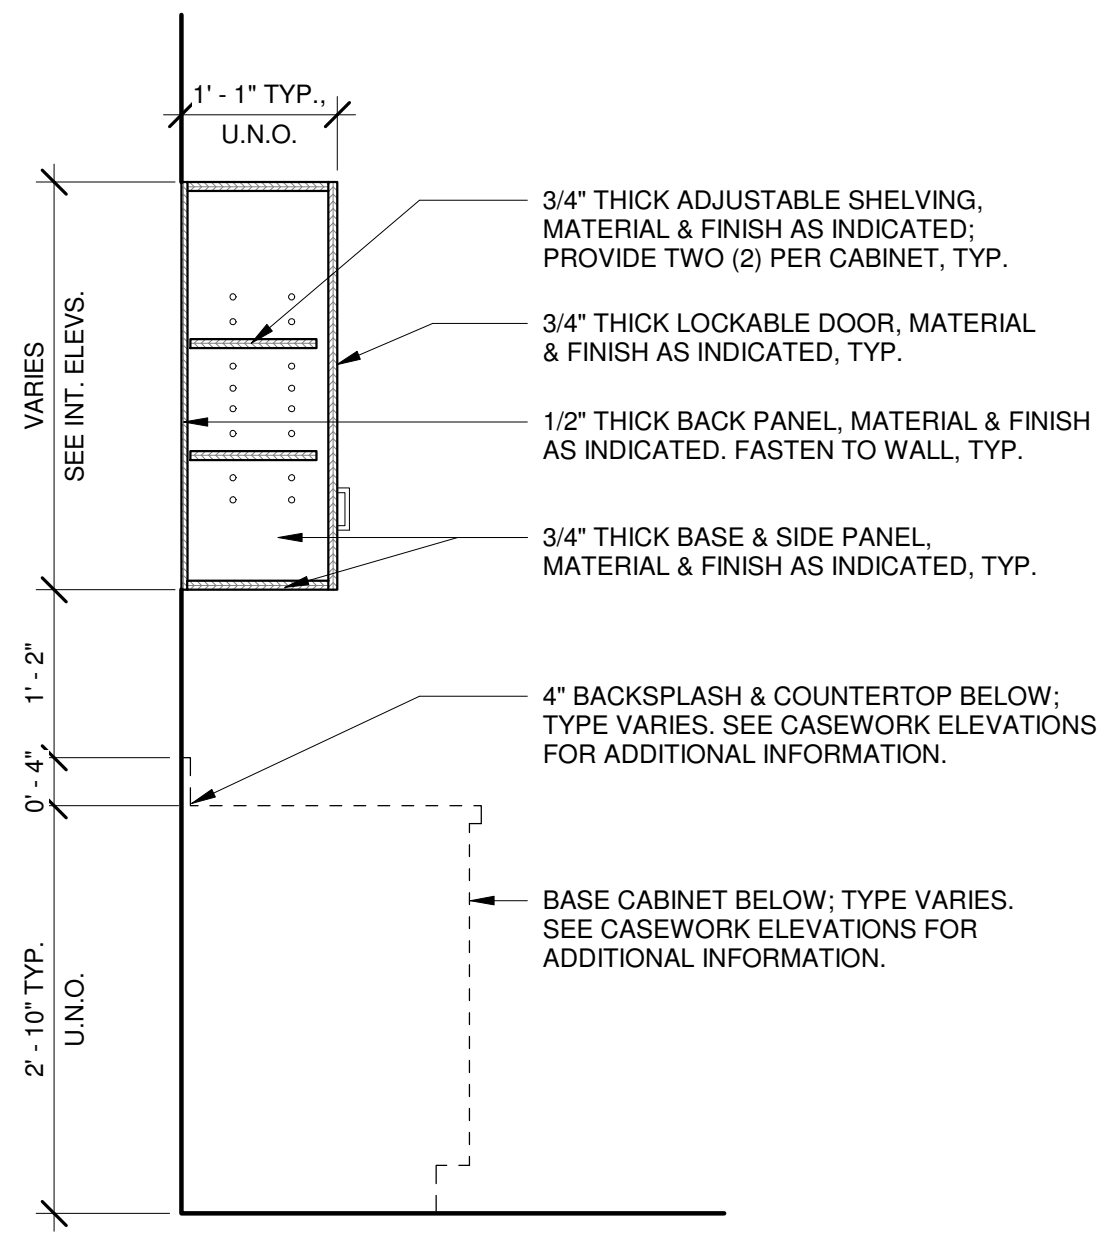 1' - 1" TYP.,
U.N.O.
3/4" THICK ADJUSTABLE SHELVING,
MATERIAL & FINISH AS INDICATED;
PROVIDE TWO (2) PER CABINET, TYP.
3/4" THICK LOCKABLE DOOR, MATERIAL
& FINISH AS INDICATED, TYP.
VARIES
SEE INT. ELEVS.
1/2" THICK BACK PANEL, MATERIAL & FINISH
AS INDICATED. FASTEN TO WALL, TYP.
3/4" THICK BASE & SIDE PANEL,
MATERIAL & FINISH AS INDICATED, TYP.
1' - 2"
4" BACKSPLASH & COUNTERTOP BELOW;
TYPE VARIES. SEE CASEWORK ELEVATIONS
FOR ADDITIONAL INFORMATION.
0' - 4"
BASE CABINET BELOW; TYPE VARIES.
SEE CASEWORK ELEVATIONS FOR
ADDITIONAL INFORMATION.
2' - 10" TYP.
U.N.O.